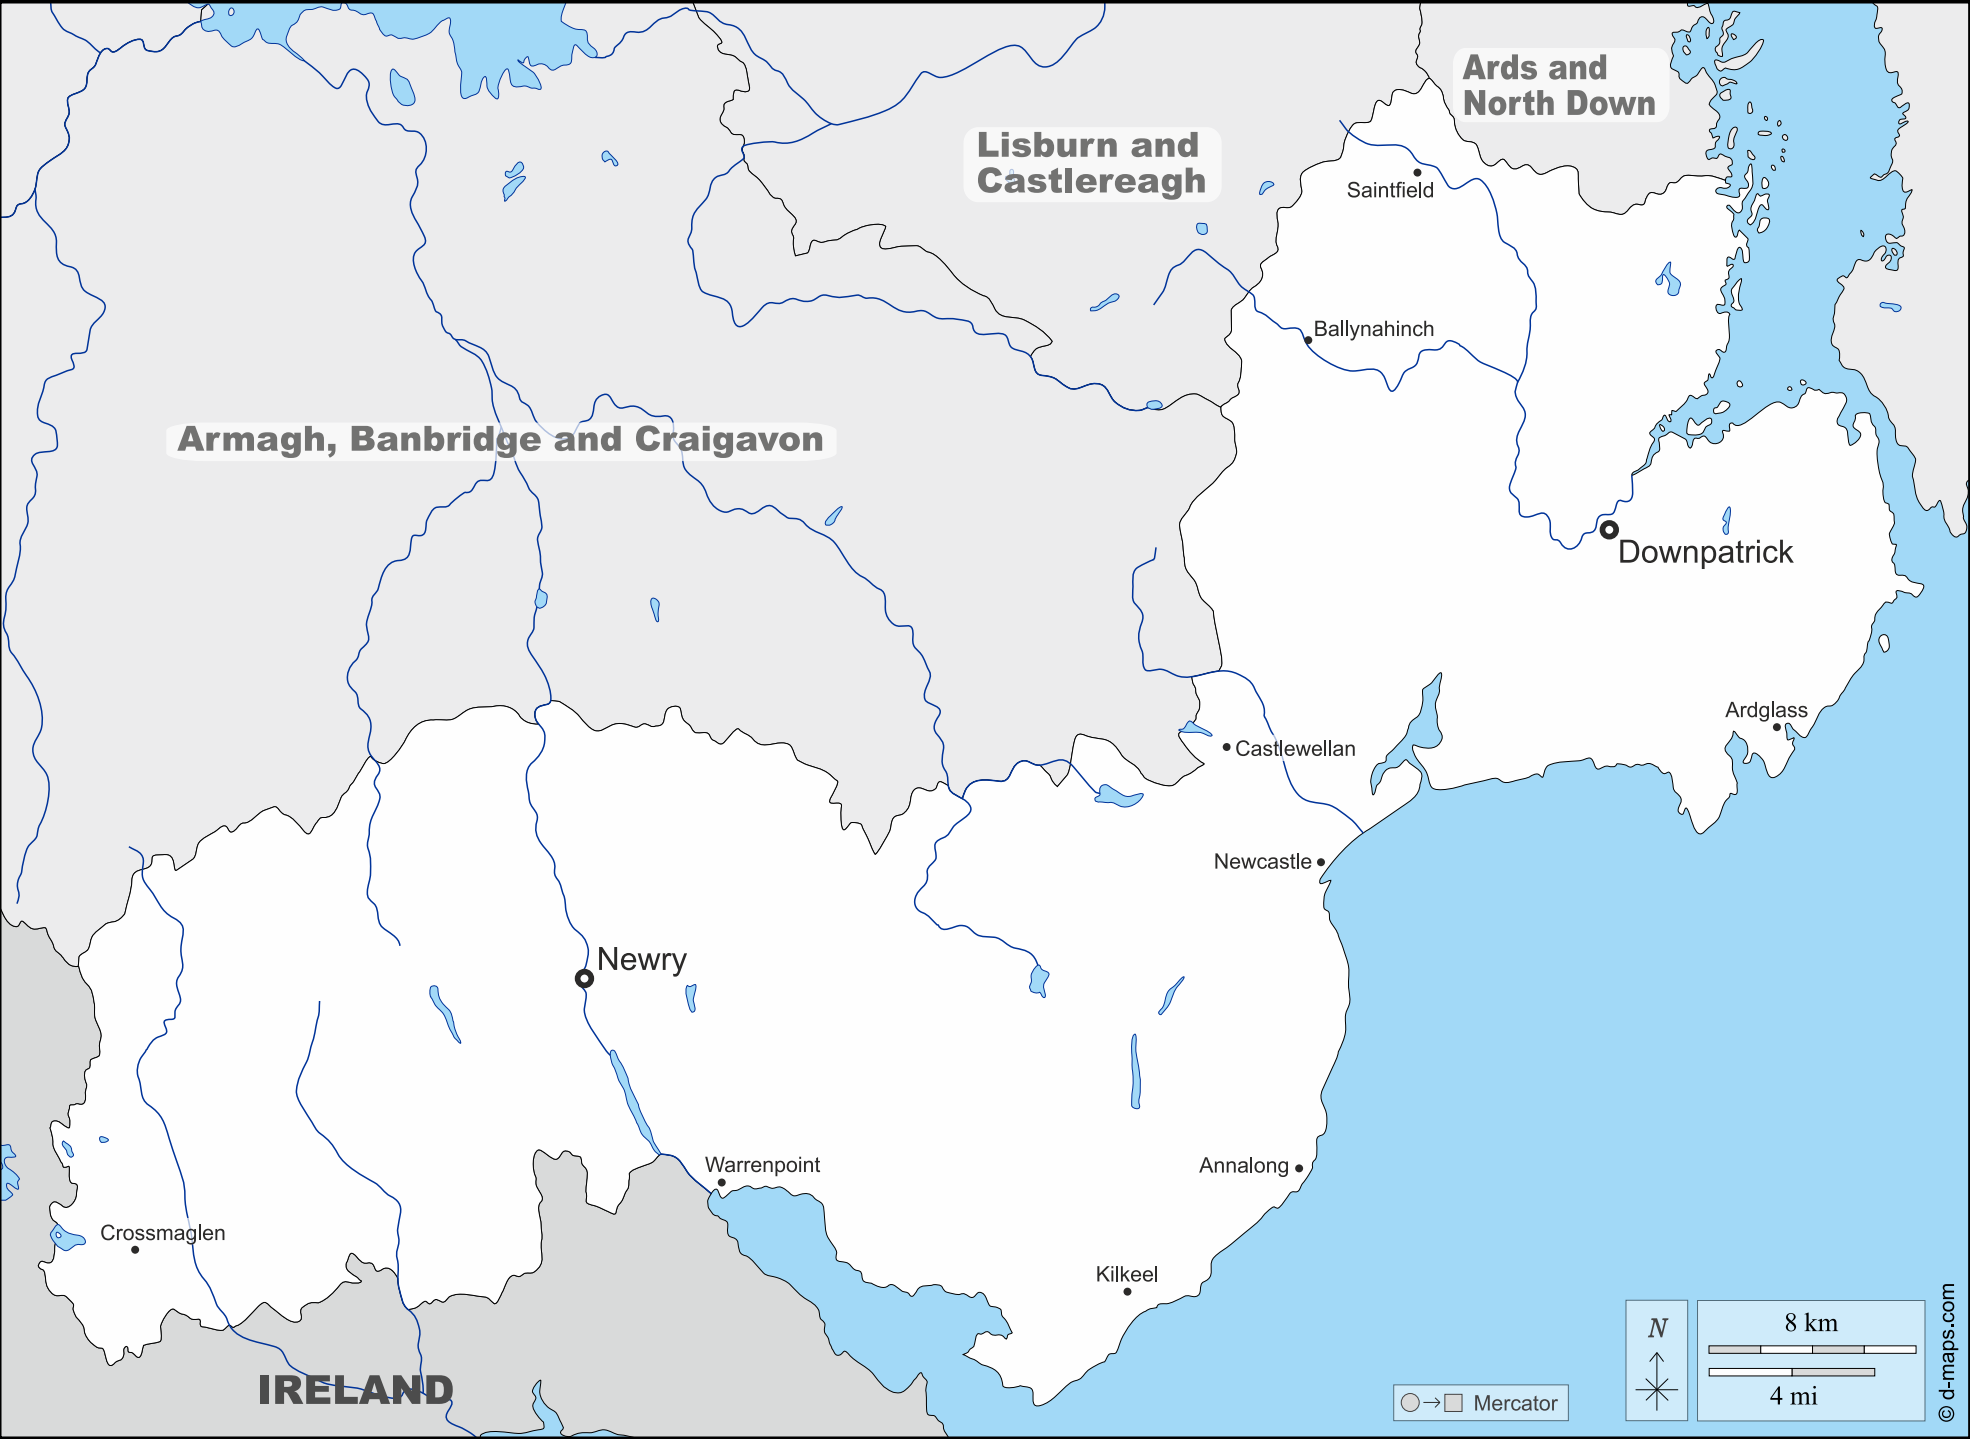 Ards and
North Down
Lisburn and
Castlereagh
Saintfield
Ballynahinch
Armagh, Banbridge and Craigavon
Downpatrick
Ardglass
Castlewellan
Newcastle
Newry
Warrenpoint
Annalong
Crossmaglen
Kilkeel
IRELAND
N
8 km
4 mi
Mercator
© d-maps.com